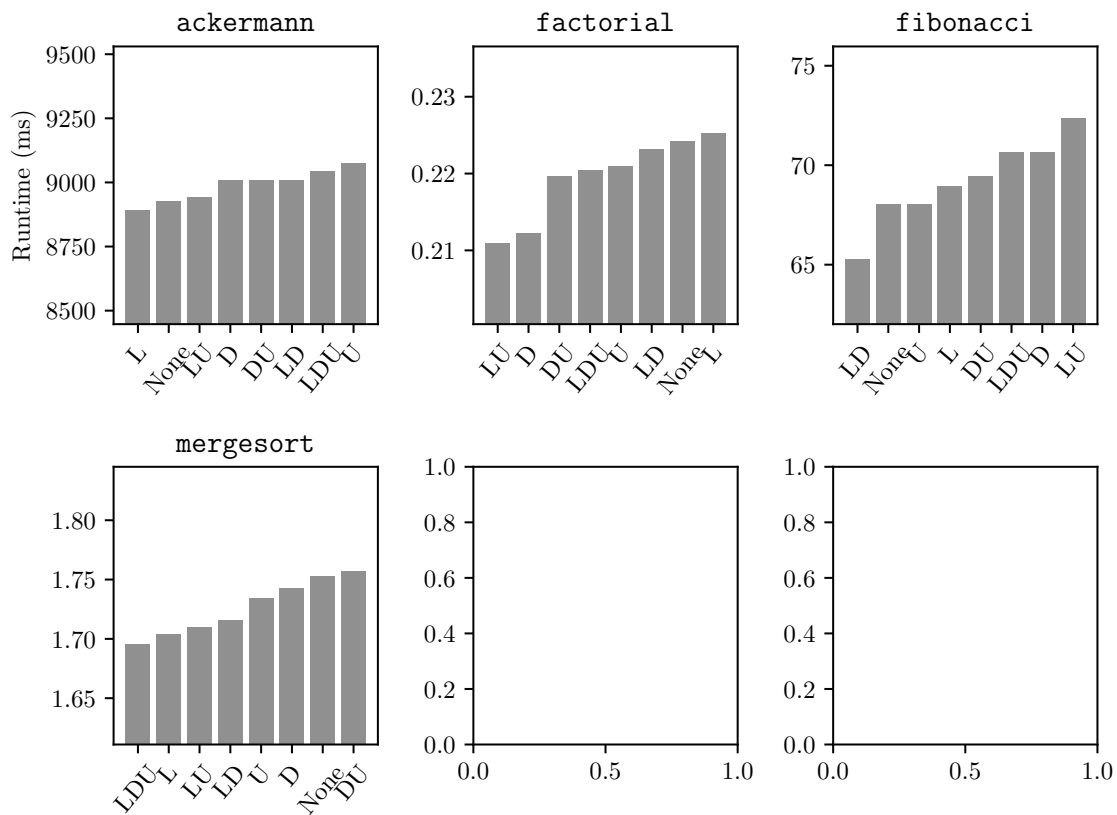 ackermann
factorial
fibonacci
Runtime (ms)
9500
9250
9000
8750
8500
L
None
LU
D
DU
LD
LDU
U
0.23
0.22
0.21
LU
D
DU
LDU
U
LD
None
L
75
70
65
LD
None
U
L
DU
LDU
D
LU
mergesort
1.80
1.75
1.70
1.65
LDU
L
LU
LD
U
D
None
DU
1.0
0.8
0.6
0.4
0.2
0.0
0.0 0.5 1.0
1.0
0.8
0.6
0.4
0.2
0.0
0.0 0.5 1.0